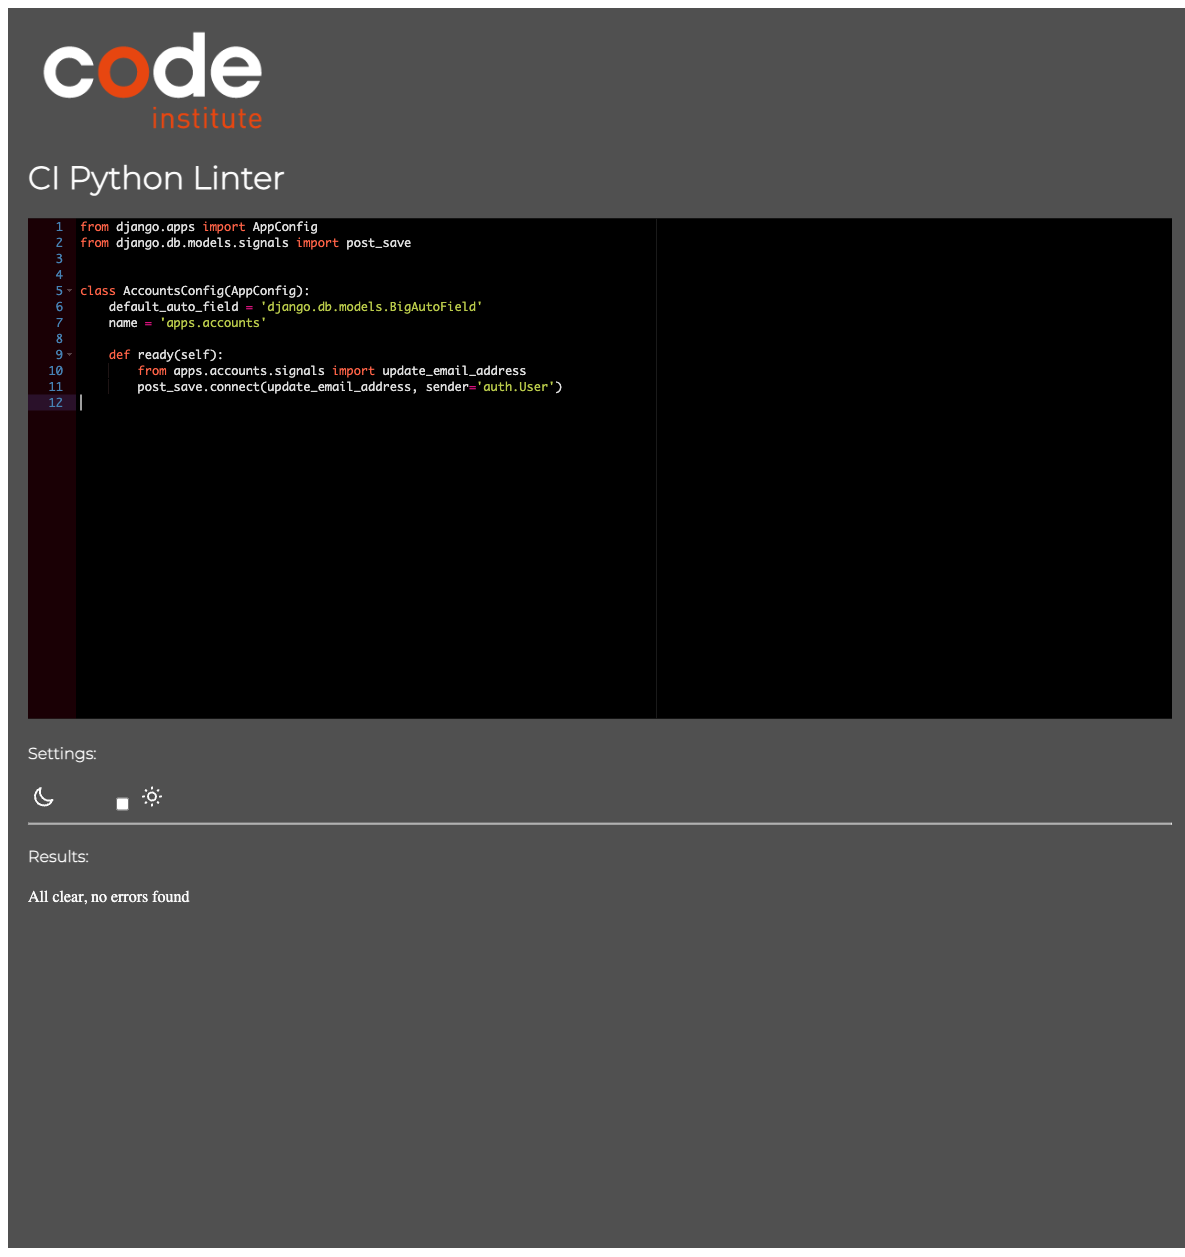 code
institute
CI Python Linter
1 from django.apps import AppConfig
2 from django.db.models.signals import post_save
3
4
5 class AccountsConfig(AppConfig):
6     default_auto_field = 'django.db.models.BigAutoField'
7     name = 'apps.accounts'
8
9     def ready(self):
10         from apps.accounts.signals import update_email_address
11         post_save.connect(update_email_address, sender='auth.User')
12
Settings:
Results:
All clear, no errors found